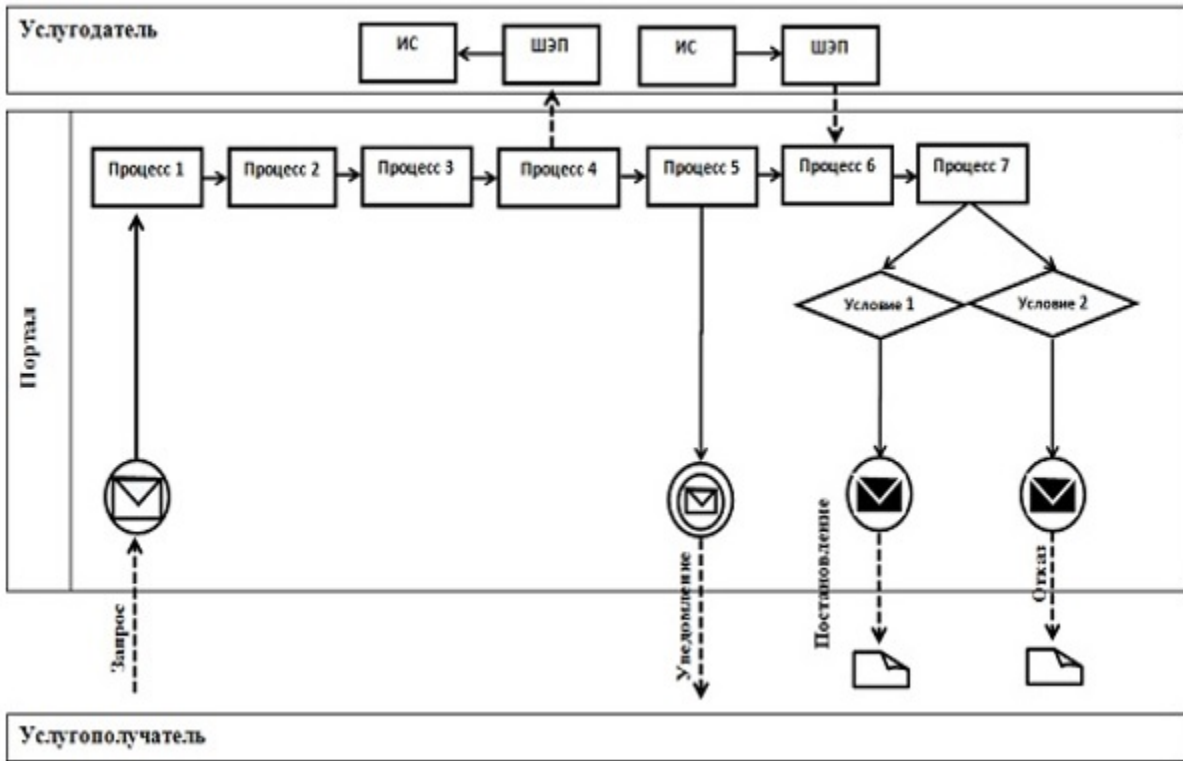 Услугодатель
ИС
ШЭП
ИС
ШЭП
Портал
Процесс 1
Процесс 2
Процесс 3
Процесс 4
Процесс 5
Процесс 6
Процесс 7
Условие 1
Условие 2
Запрос
Уведомление
Постановление
Отказ
Услугополучатель